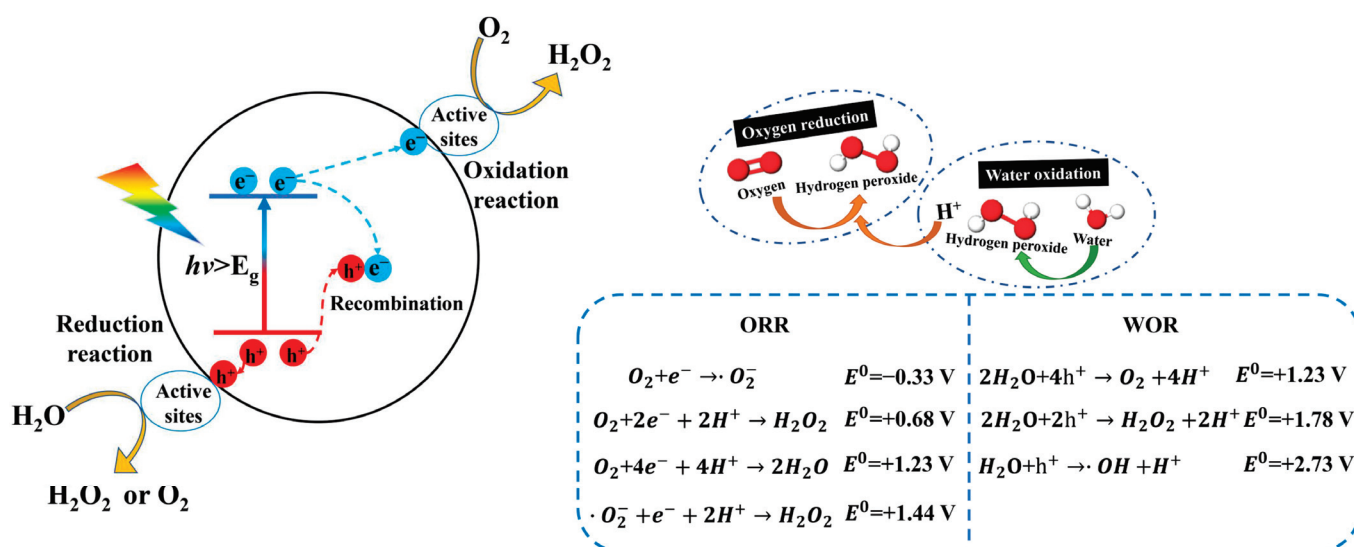 O₂
H₂O₂
Active
sites
e⁻
Oxidation
reaction
e⁻ e⁻
hν>E_g
h⁺ e⁻
Recombination
Reduction
reaction
h⁺ h⁺
h⁺
Active
sites
H₂O
H₂O₂ or O₂
Oxygen reduction
Oxygen
Hydrogen peroxide
Water oxidation
H⁺
Hydrogen peroxide
Water
ORR
O₂+e⁻ → ·O₂⁻ E⁰=−0.33 V
O₂+2e⁻ + 2H⁺ → H₂O₂ E⁰=+0.68 V
O₂+4e⁻ + 4H⁺ → 2H₂O E⁰=+1.23 V
·O₂⁻ + e⁻ + 2H⁺ → H₂O₂ E⁰=+1.44 V
WOR
2H₂O+4h⁺ → O₂ + 4H⁺ E⁰=+1.23 V
2H₂O+2h⁺ → H₂O₂ + 2H⁺ E⁰=+1.78 V
H₂O+h⁺ → ·OH + H⁺ E⁰=+2.73 V